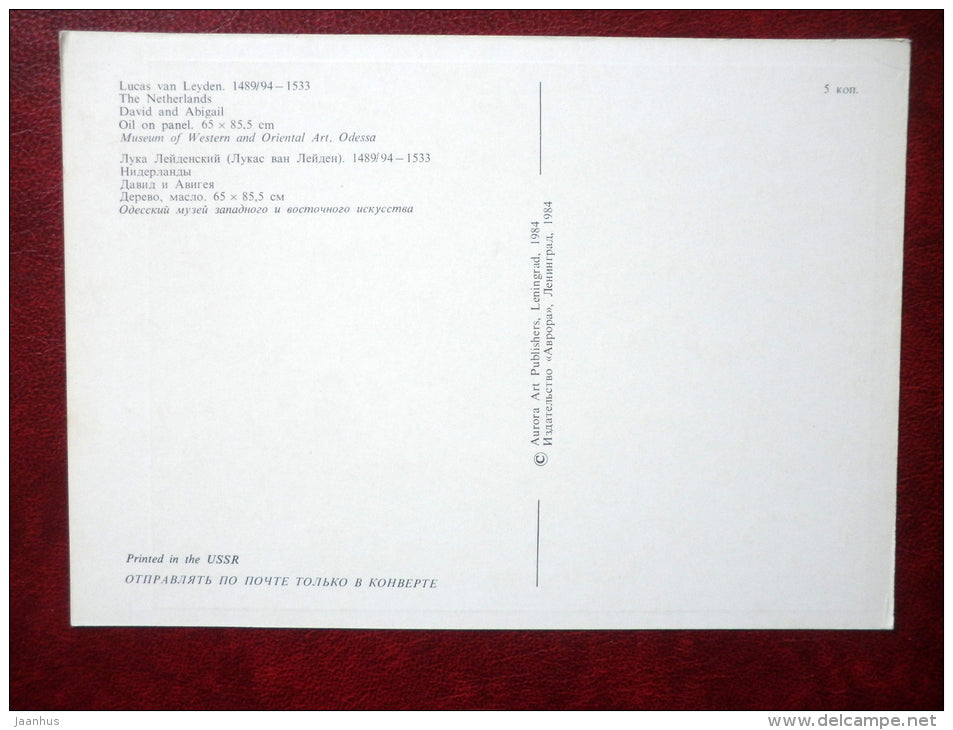 Lucas van Leyden. 1489/94–1533
The Netherlands
David and Abigail
Oil on panel. 65 × 85,5 cm
Museum of Western and Oriental Art, Odessa
Лука Лейденский (Лукас ван Лейден). 1489/94–1533
Нидерланды
Давид и Авигея
Дерево, масло. 65 × 85,5 см
Одесский музей западного и восточного искусства
5 коп.
© Aurora Art Publishers, Leningrad, 1984
Издательство «Аврора», Ленинград, 1984
Printed in the USSR
ОТПРАВЛЯТЬ ПО ПОЧТЕ ТОЛЬКО В КОНВЕРТЕ
jaanhus
www.delcampe.net